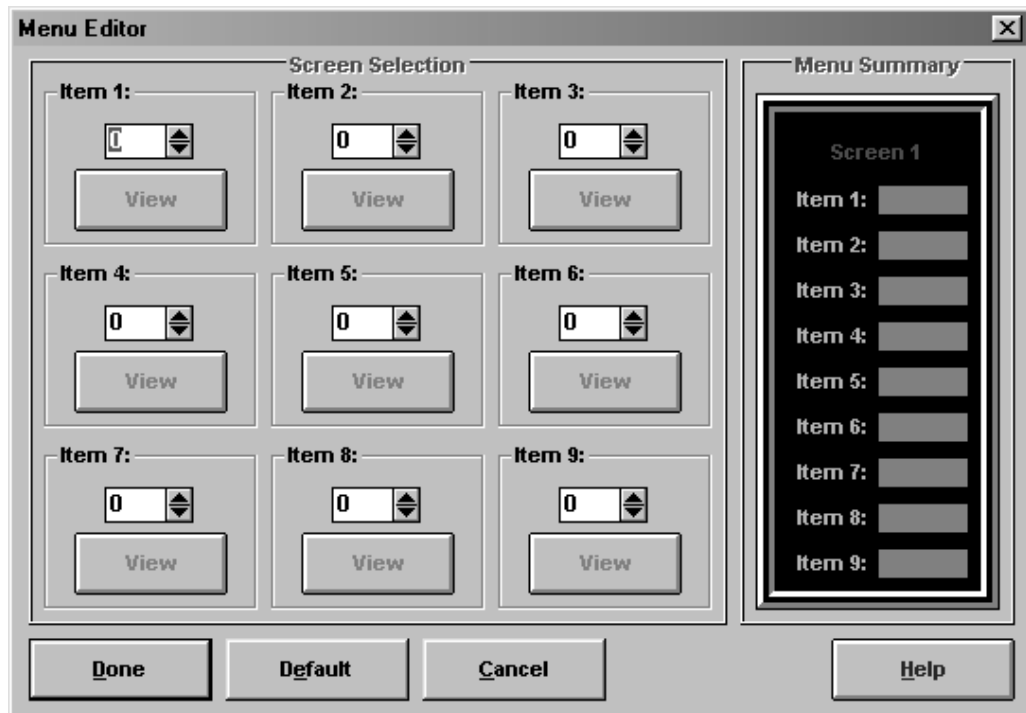 Menu Editor
Screen Selection
Item 1:
0
View
Item 2:
0
View
Item 3:
0
View
Item 4:
0
View
Item 5:
0
View
Item 6:
0
View
Item 7:
0
View
Item 8:
0
View
Item 9:
0
View
Menu Summary
Screen 1
Item 1:
Item 2:
Item 3:
Item 4:
Item 5:
Item 6:
Item 7:
Item 8:
Item 9:
Done
Default
Cancel
Help